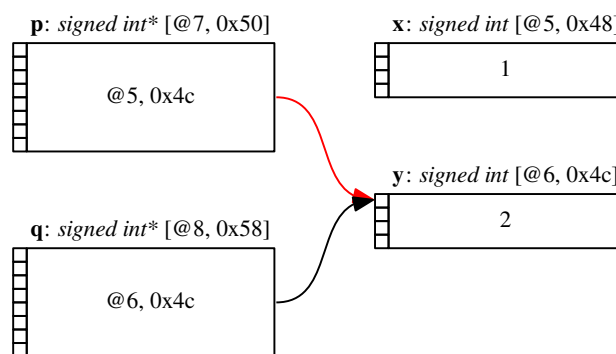 p: signed int* [@7, 0x50]
@5, 0x4c
x: signed int [@5, 0x48]
1
y: signed int [@6, 0x4c]
2
q: signed int* [@8, 0x58]
@6, 0x4c